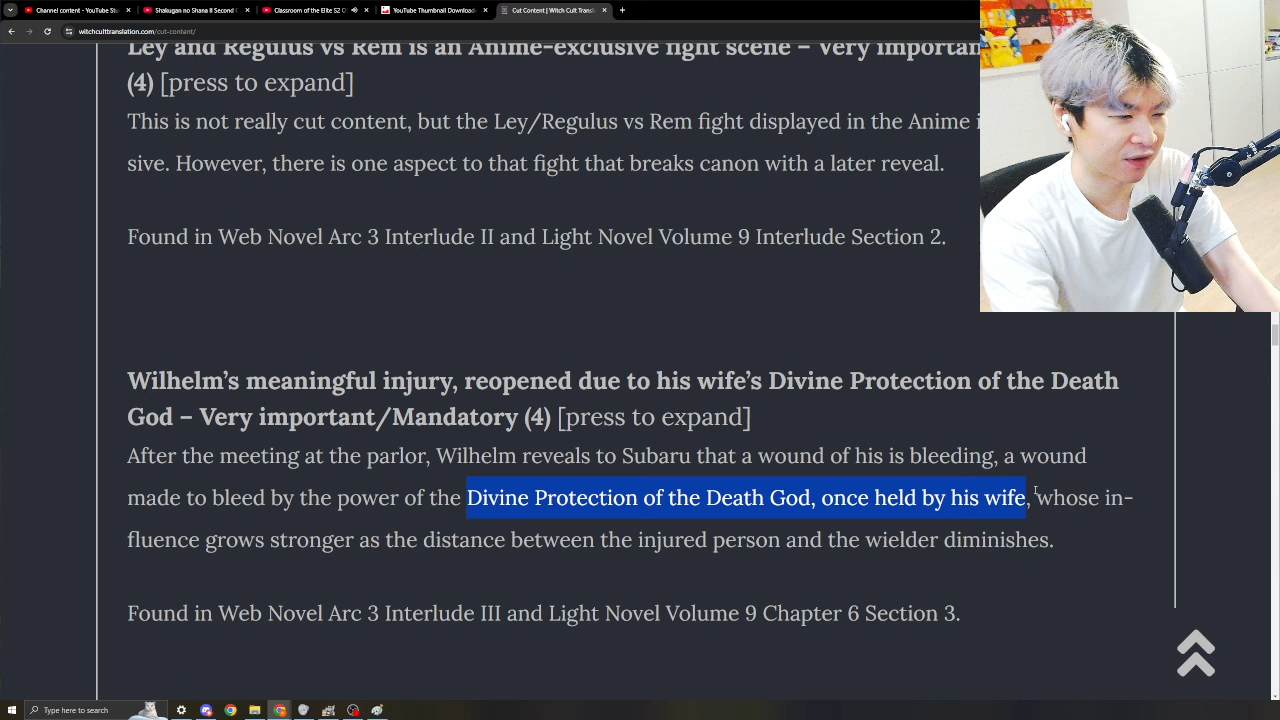 Channel content - YouTube Stu
Shakugan no Shana II Second
Classroom of the Elite S2 O
YouTube Thumbnail Download
Cut Content | Witch Cult Transl
witchculttranslation.com/cut-content/
Ley and Regulus vs Rem is an Anime-exclusive fight scene – Very importan
(4) [press to expand]
This is not really cut content, but the Ley/Regulus vs Rem fight displayed in the Anime i
sive. However, there is one aspect to that fight that breaks canon with a later reveal.
Found in Web Novel Arc 3 Interlude II and Light Novel Volume 9 Interlude Section 2.
Wilhelm’s meaningful injury, reopened due to his wife’s Divine Protection of the Death
God – Very important/Mandatory (4) [press to expand]
After the meeting at the parlor, Wilhelm reveals to Subaru that a wound of his is bleeding, a wound
made to bleed by the power of the Divine Protection of the Death God, once held by his wife, whose in-
fluence grows stronger as the distance between the injured person and the wielder diminishes.
Found in Web Novel Arc 3 Interlude III and Light Novel Volume 9 Chapter 6 Section 3.
Type here to search